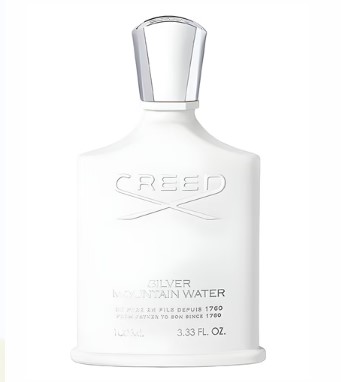 CREED
SILVER
MOUNTAIN WATER
DE PÈRE EN FILS DEPUIS 1760
FROM FATHER TO SON SINCE 1760
3.33 FL. OZ.